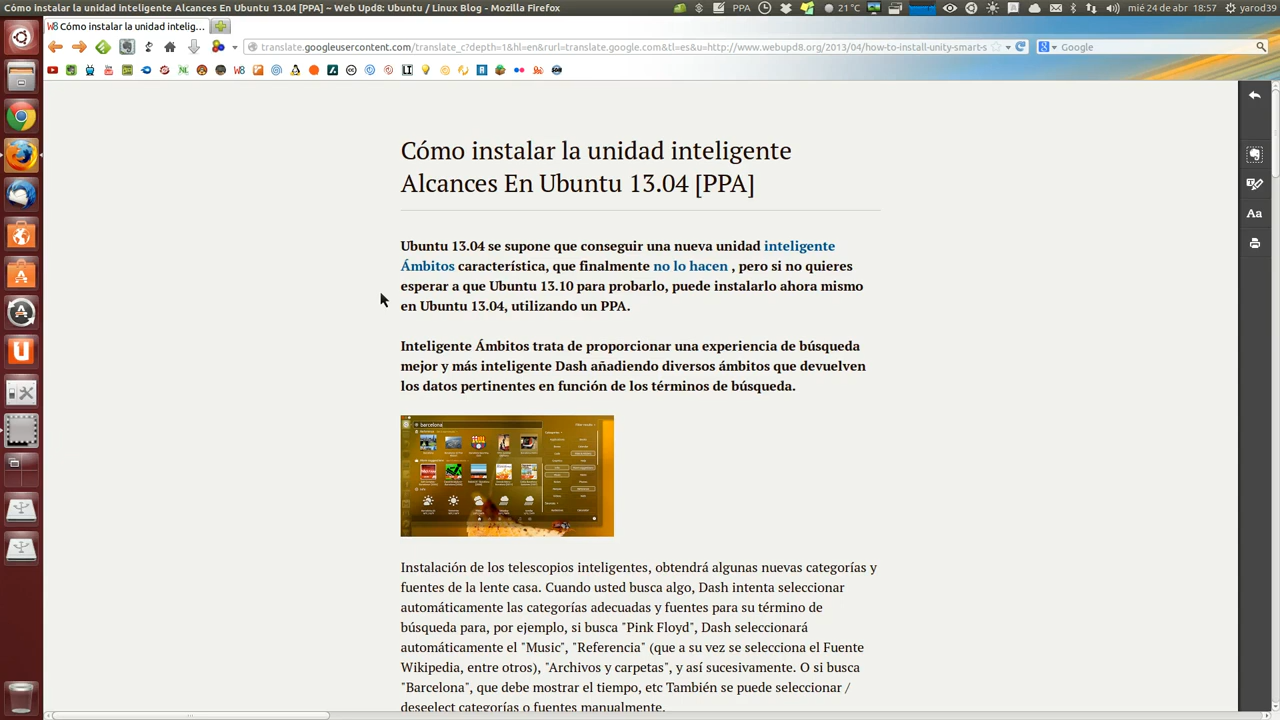 Cómo instalar la unidad inteligente Alcances En Ubuntu 13.04 [PPA] ~ Web Upd8: Ubuntu / Linux Blog - Mozilla Firefox
PPA 21 °C mié 24 de abr 18:57 yarod39
Cómo instalar la unidad intelig...
translate.googleusercontent.com/translate_c?depth=1&hl=en&rurl=translate.google.com&tl=es&u=http://www.webupd8.org/2013/04/how-to-install-unity-smart-s
Google
Cómo instalar la unidad inteligente
Alcances En Ubuntu 13.04 [PPA]
Ubuntu 13.04 se supone que conseguir una nueva unidad inteligente
Ámbitos característica, que finalmente no lo hacen , pero si no quieres
esperar a que Ubuntu 13.10 para probarlo, puede instalarlo ahora mismo
en Ubuntu 13.04, utilizando un PPA.
Inteligente Ámbitos trata de proporcionar una experiencia de búsqueda
mejor y más inteligente Dash añadiendo diversos ámbitos que devuelven
los datos pertinentes en función de los términos de búsqueda.
barcelona
Instalación de los telescopios inteligentes, obtendrá algunas nuevas categorías y
fuentes de la lente casa. Cuando usted busca algo, Dash intenta seleccionar
automáticamente las categorías adecuadas y fuentes para su término de
búsqueda para, por ejemplo, si busca "Pink Floyd", Dash seleccionará
automáticamente el "Music", "Referencia" (que a su vez se selecciona el Fuente
Wikipedia, entre otros), "Archivos y carpetas", y así sucesivamente. O si busca
"Barcelona", que debe mostrar el tiempo, etc También se puede seleccionar /
deseelect categorías o fuentes manualmente.
Aa